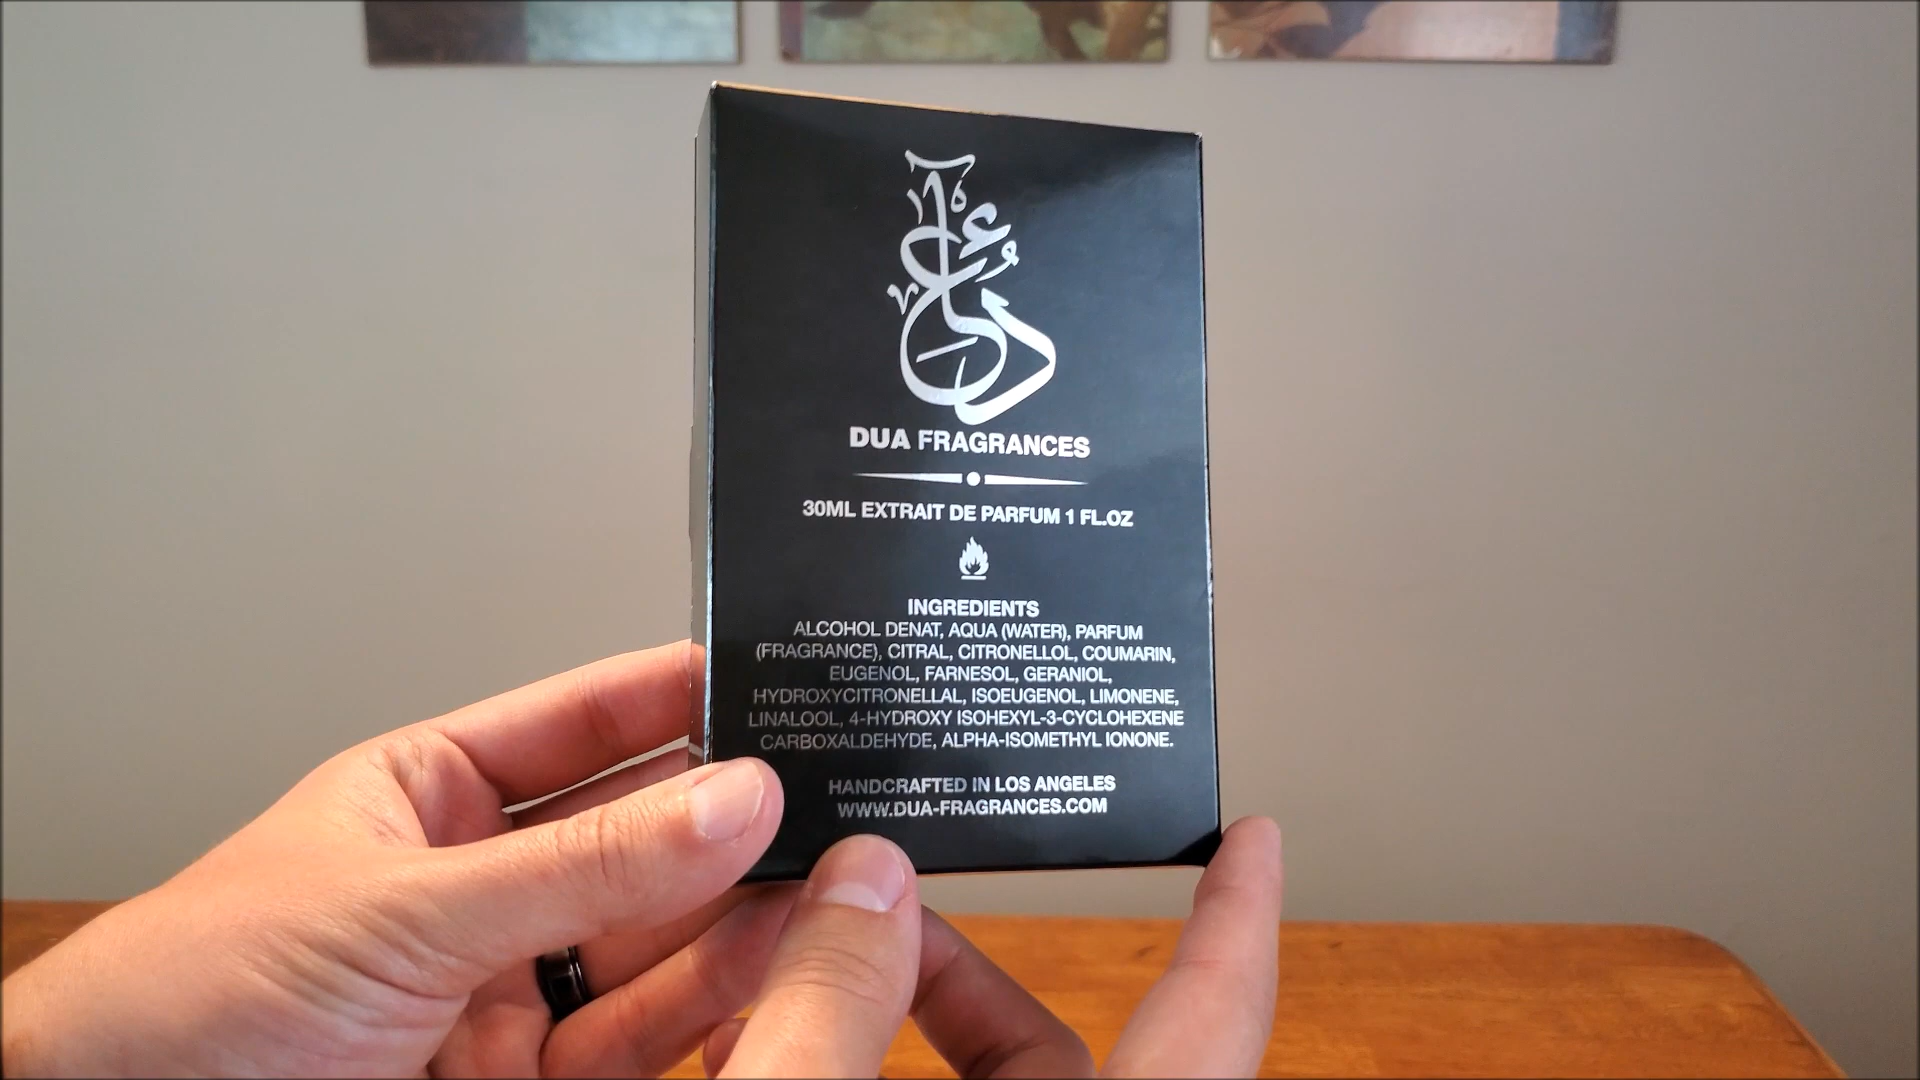 دعاء
DUA FRAGRANCES
30ML EXTRAIT DE PARFUM 1 FL.OZ
INGREDIENTS
ALCOHOL DENAT, AQUA (WATER), PARFUM
(FRAGRANCE), CITRAL, CITRONELLOL, COUMARIN,
EUGENOL, FARNESOL, GERANIOL,
HYDROXYCITRONELLAL, ISOEUGENOL, LIMONENE,
LINALOOL, 4-HYDROXY ISOHEXYL-3-CYCLOHEXENE
CARBOXALDEHYDE, ALPHA-ISOMETHYL IONONE.
HANDCRAFTED IN LOS ANGELES
WWW.DUA-FRAGRANCES.COM